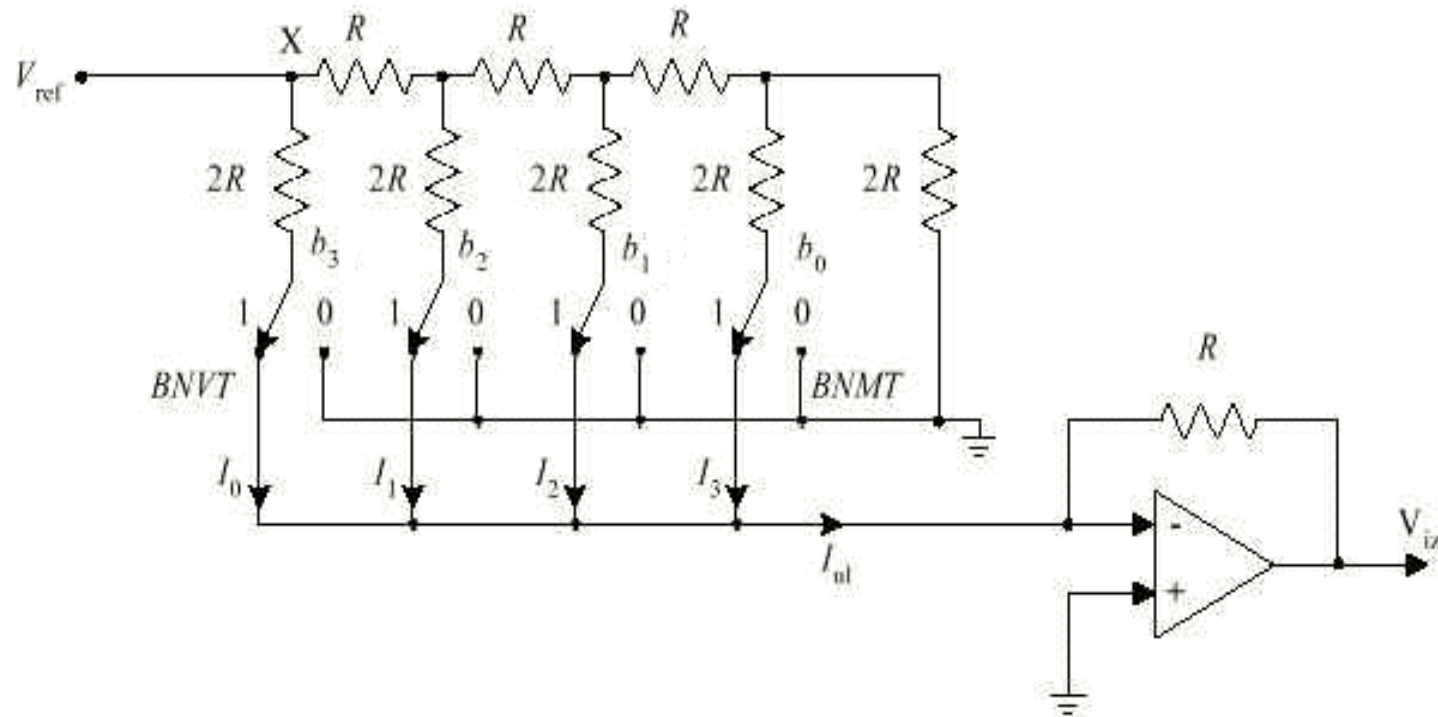 X R R R
V_ref
2R 2R 2R 2R 2R
b_3 b_2 b_1 b_0
1 0 1 0 1 0 1 0
BNVT BNMT
R
I_0 I_1 I_2 I_3
I_ul
-
+
V_iz